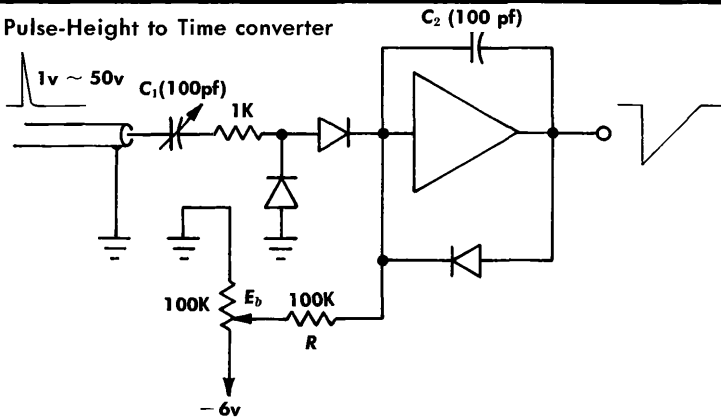 Pulse-Height to Time converter
C₂ (100 pf)
1v ~ 50v
C₁(100pf)
1K
100K
E_b
100K
R
− 6v